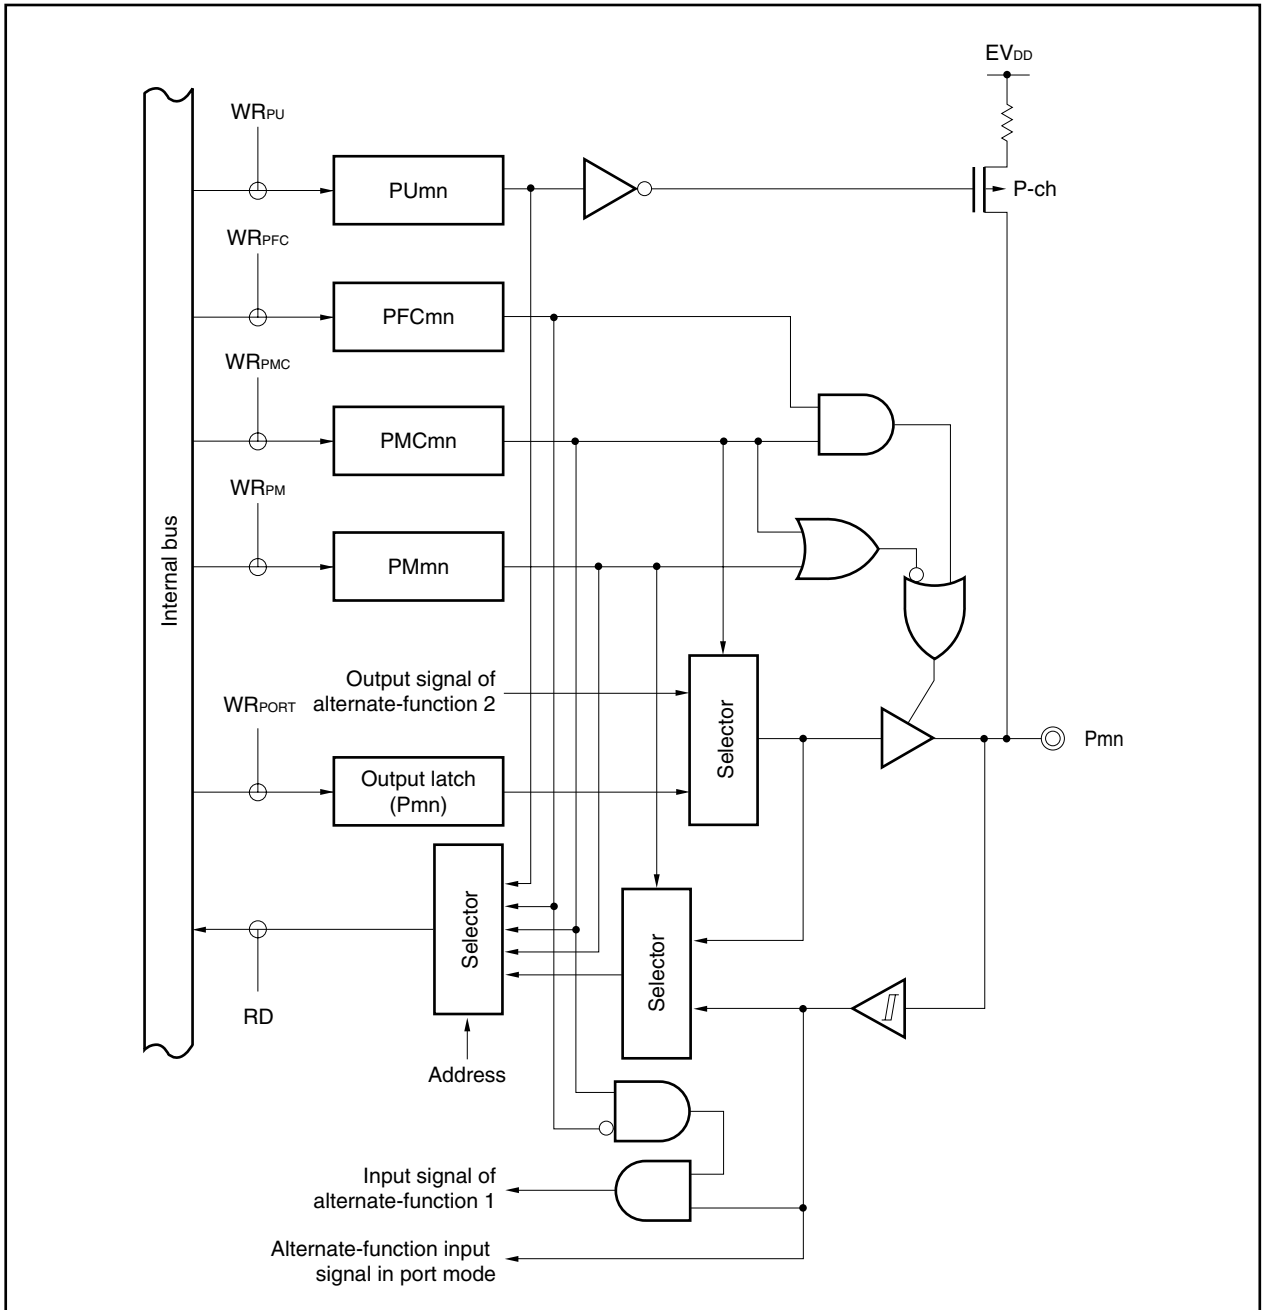 EVDD
WRPU
PUmn
P-ch
WRPFC
PFCmn
WRPMC
PMCmn
WRPM
PMmn
Internal bus
Output signal of
alternate-function 2
WRPORT
Selector
Pmn
Output latch
(Pmn)
Selector
Selector
RD
Address
Input signal of
alternate-function 1
Alternate-function input
signal in port mode